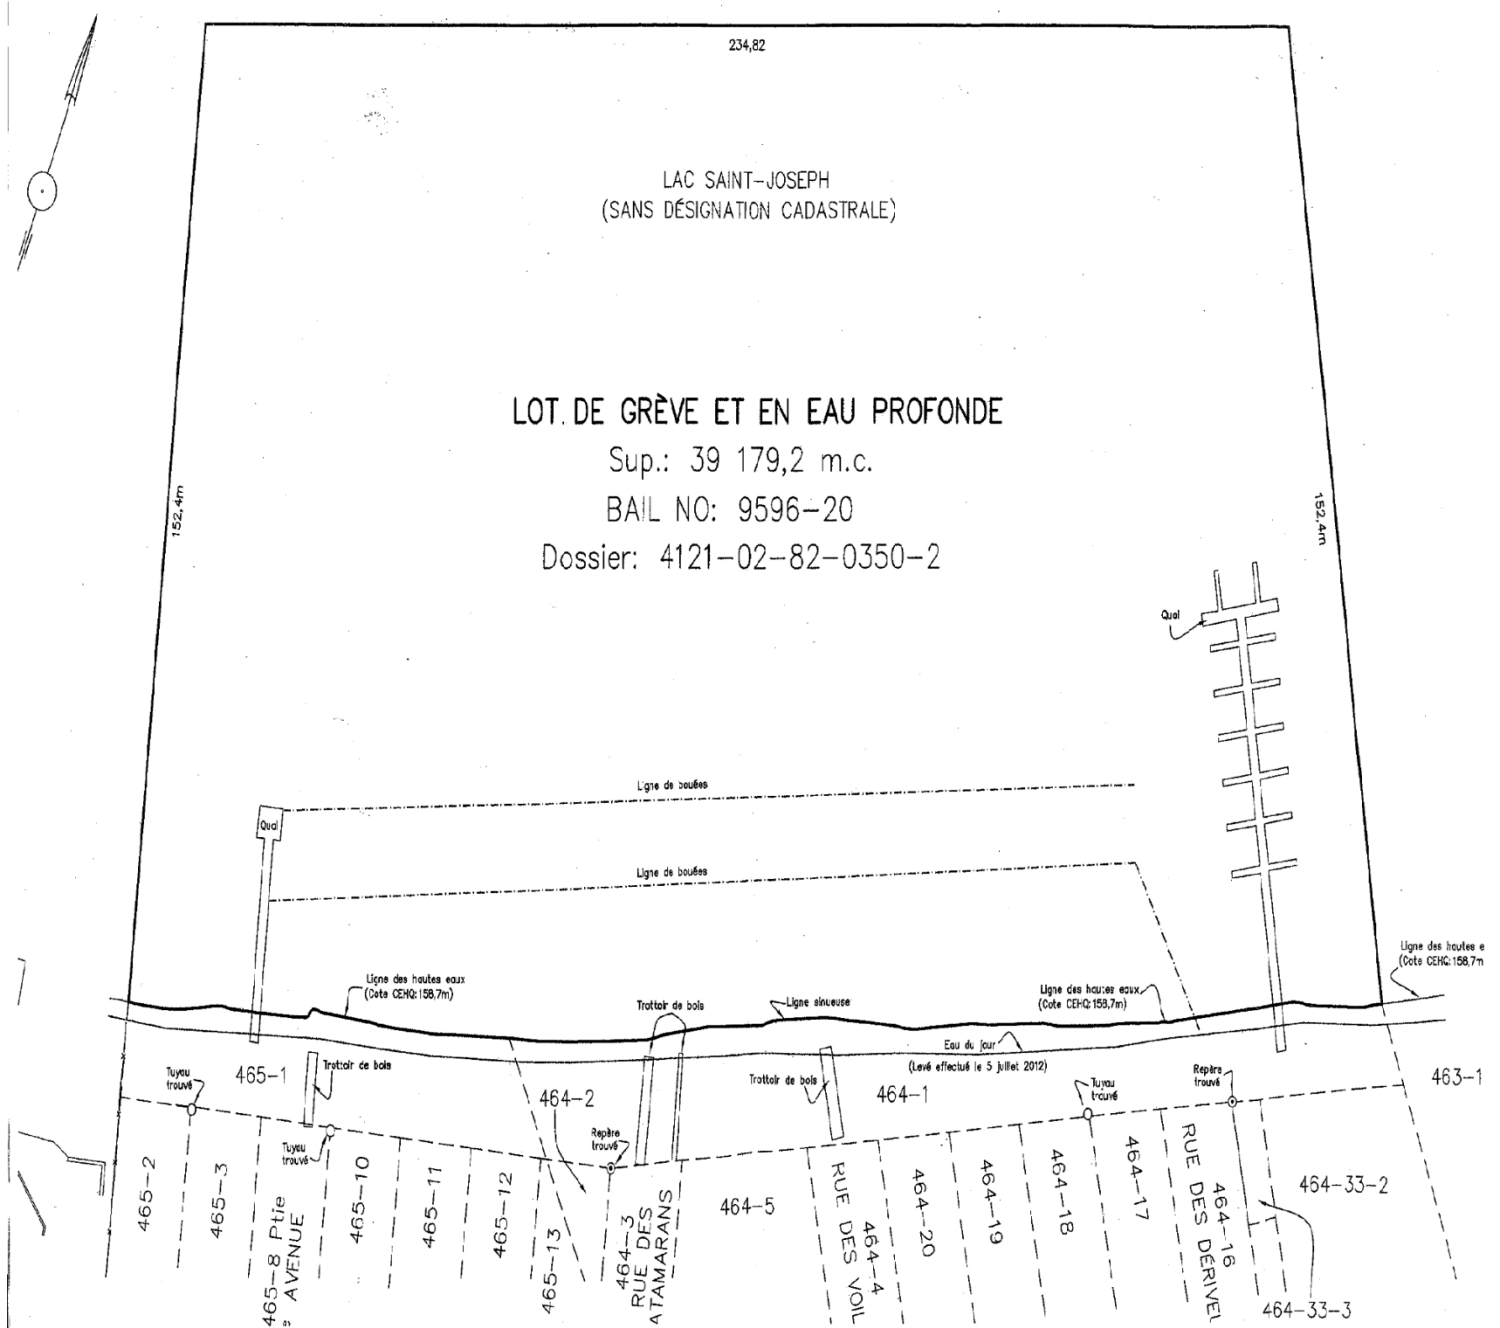 234,82
LAC SAINT-JOSEPH
(SANS DÉSIGNATION CADASTRALE)
LOT. DE GRÈVE ET EN EAU PROFONDE
Sup.: 39 179,2 m.c.
BAIL NO: 9596-20
Dossier: 4121-02-82-0350-2
152,4m
152,4m
Quai
Ligne de bouées
Quai
Ligne de bouées
Ligne des hautes e
(Cote CEHQ:158,7m
Ligne des hautes eaux
(Cote CEHQ:158,7m)
Trottoir de bois
Ligne sinueuse
Ligne des hautes eaux
(Cote CEHQ:158,7m)
Eau du jour
(Levé effectué le 5 juillet 2012)
Tuyau
trouvé
465-1
Trottoir de bois
464-2
Trottoir de bois
464-1
Tuyau
trouvé
Repère
trouvé
463-1
Tuyau
trouvé
Repère
trouvé
465-2
465-3
465-8 Ptie
e AVENUE
465-10
465-11
465-12
465-13
464-3
RUE DES
ATAMARANS
464-5
464-4
RUE DES VOIL
464-20
464-19
464-18
464-17
464-16
RUE DES DÉRIVEU
464-33-2
464-33-3